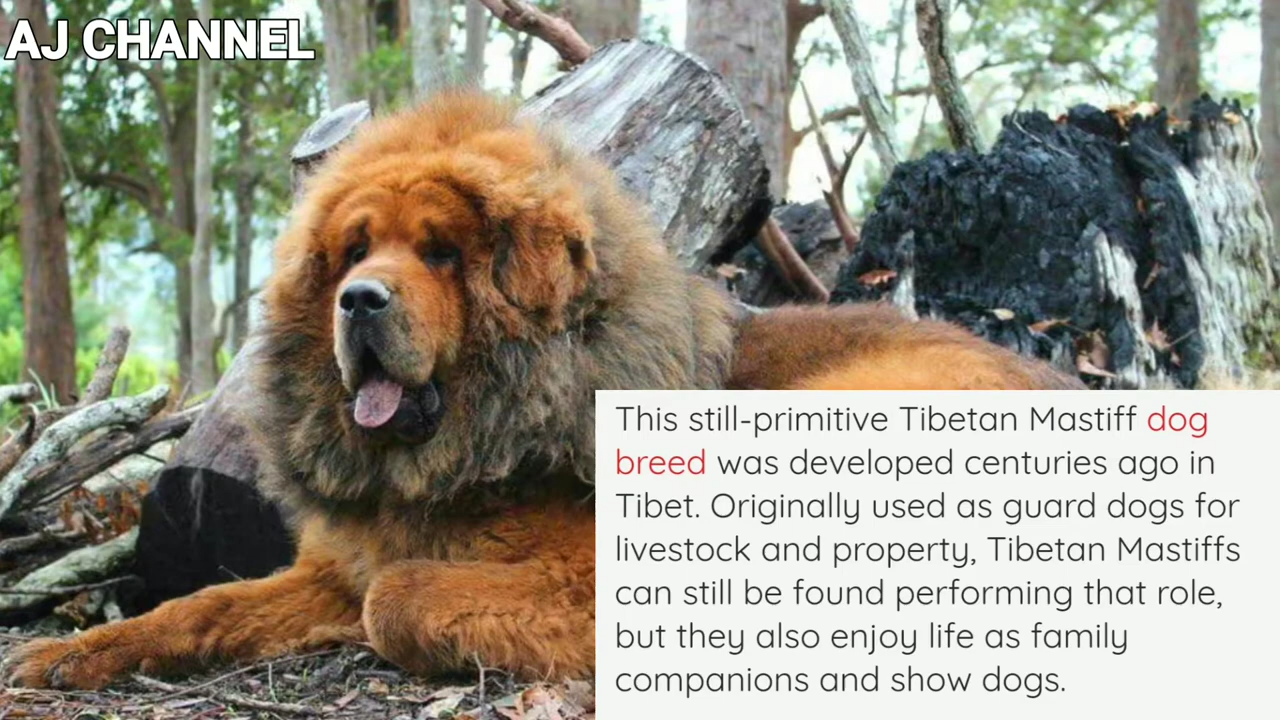 AJ CHANNEL
This still-primitive Tibetan Mastiff dog
breed was developed centuries ago in
Tibet. Originally used as guard dogs for
livestock and property, Tibetan Mastiffs
can still be found performing that role,
but they also enjoy life as family
companions and show dogs.